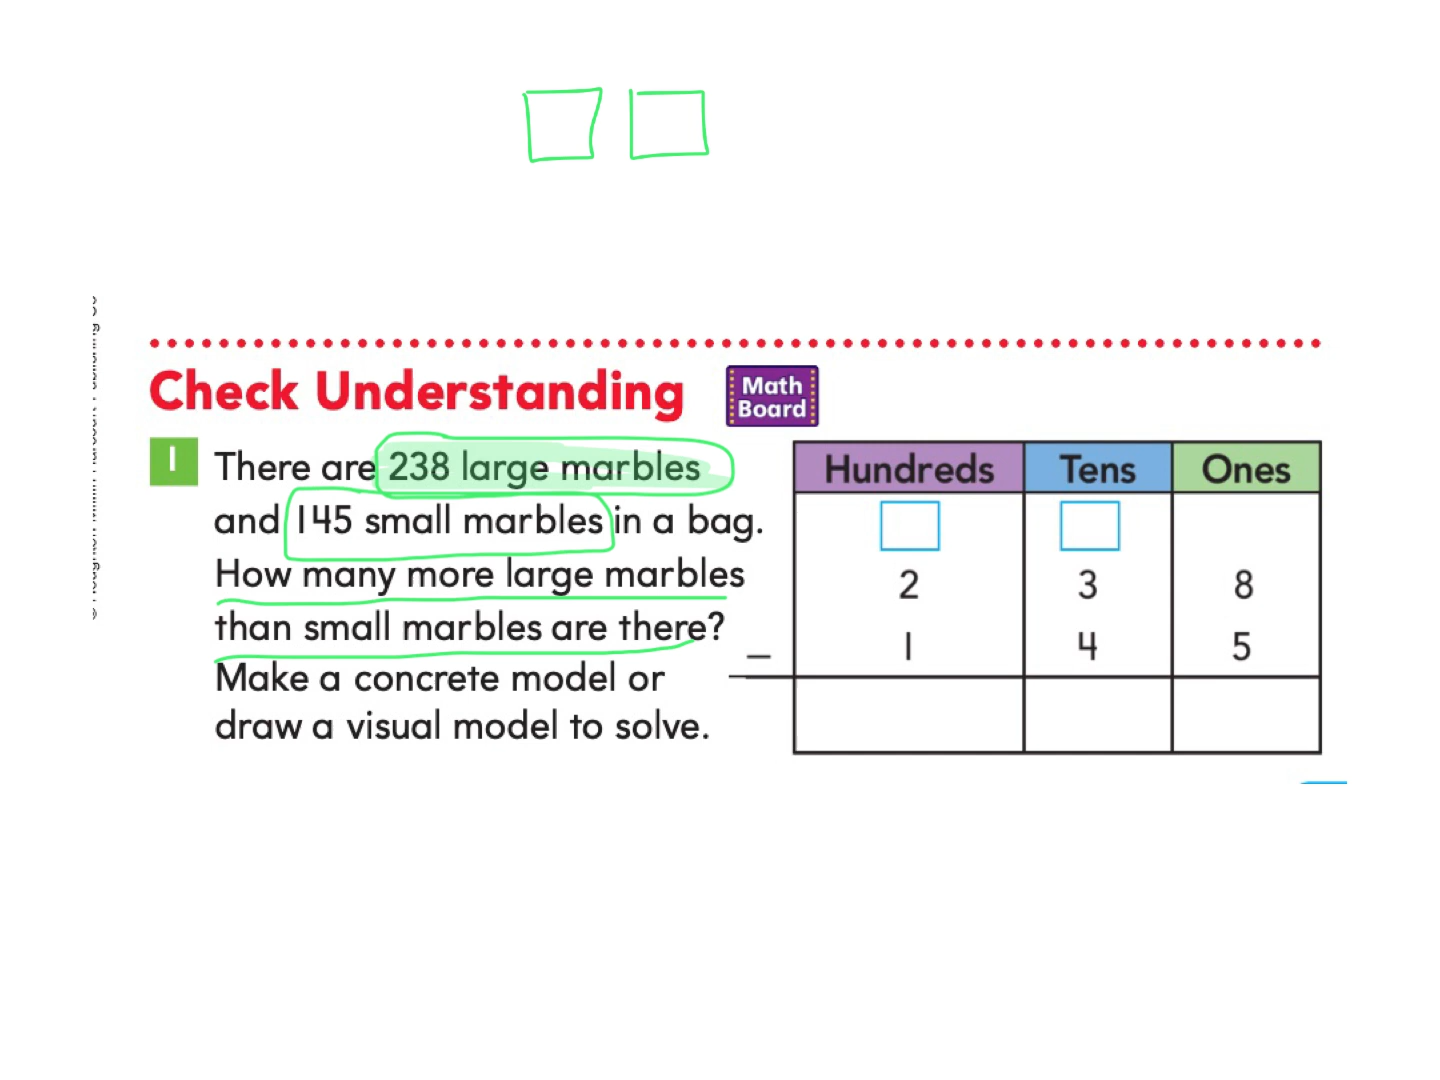 Check Understanding
Math
Board
1 There are 238 large marbles
and 145 small marbles in a bag.
How many more large marbles
than small marbles are there?
Make a concrete model or
draw a visual model to solve.
Hundreds Tens Ones
2 3 8
− 1 4 5